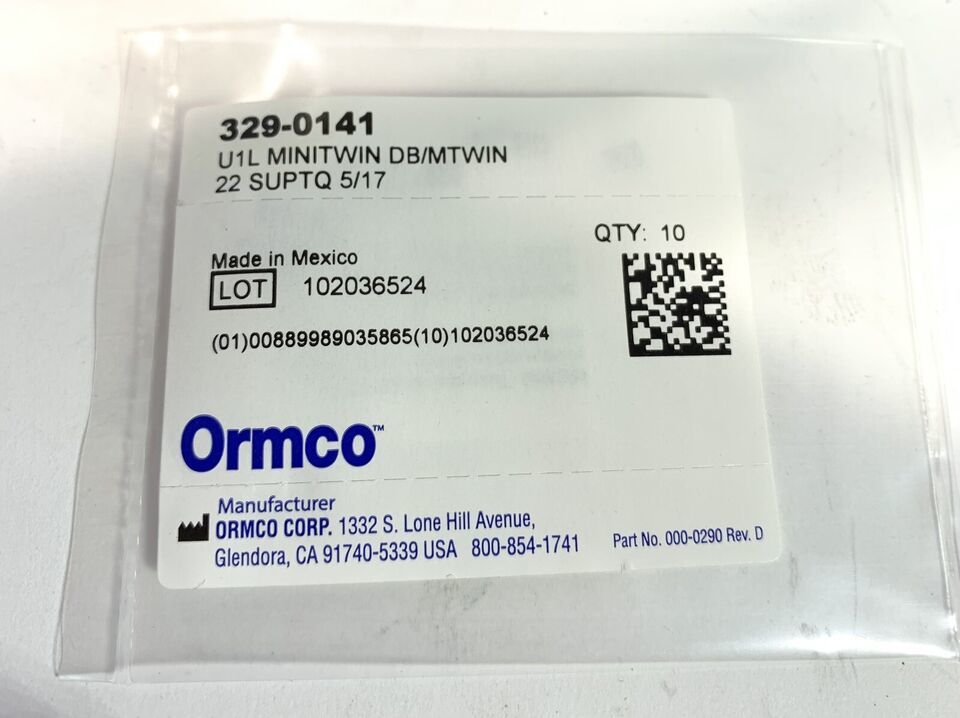 329-0141
U1L MINITWIN DB/MTWIN
22 SUPTQ 5/17
QTY: 10
Made in Mexico
LOT 102036524
(01)00889989035865(10)102036524
Ormco™
Manufacturer
ORMCO CORP. 1332 S. Lone Hill Avenue,
Glendora, CA 91740-5339 USA 800-854-1741
Part No. 000-0290 Rev. D